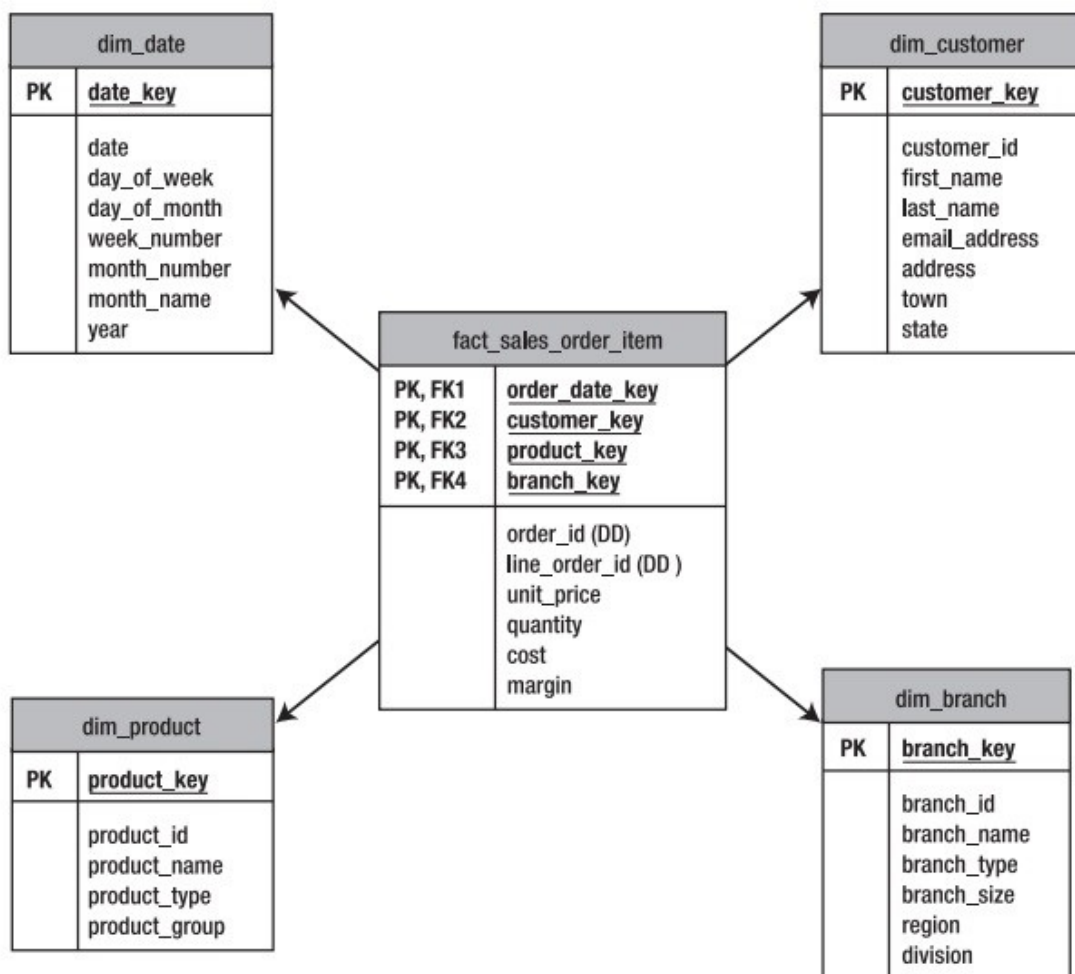 dim_date
PK date_key
date
day_of_week
day_of_month
week_number
month_number
month_name
year
dim_customer
PK customer_key
customer_id
first_name
last_name
email_address
address
town
state
fact_sales_order_item
PK, FK1 order_date_key
PK, FK2 customer_key
PK, FK3 product_key
PK, FK4 branch_key
order_id (DD)
line_order_id (DD )
unit_price
quantity
cost
margin
dim_product
PK product_key
product_id
product_name
product_type
product_group
dim_branch
PK branch_key
branch_id
branch_name
branch_type
branch_size
region
division